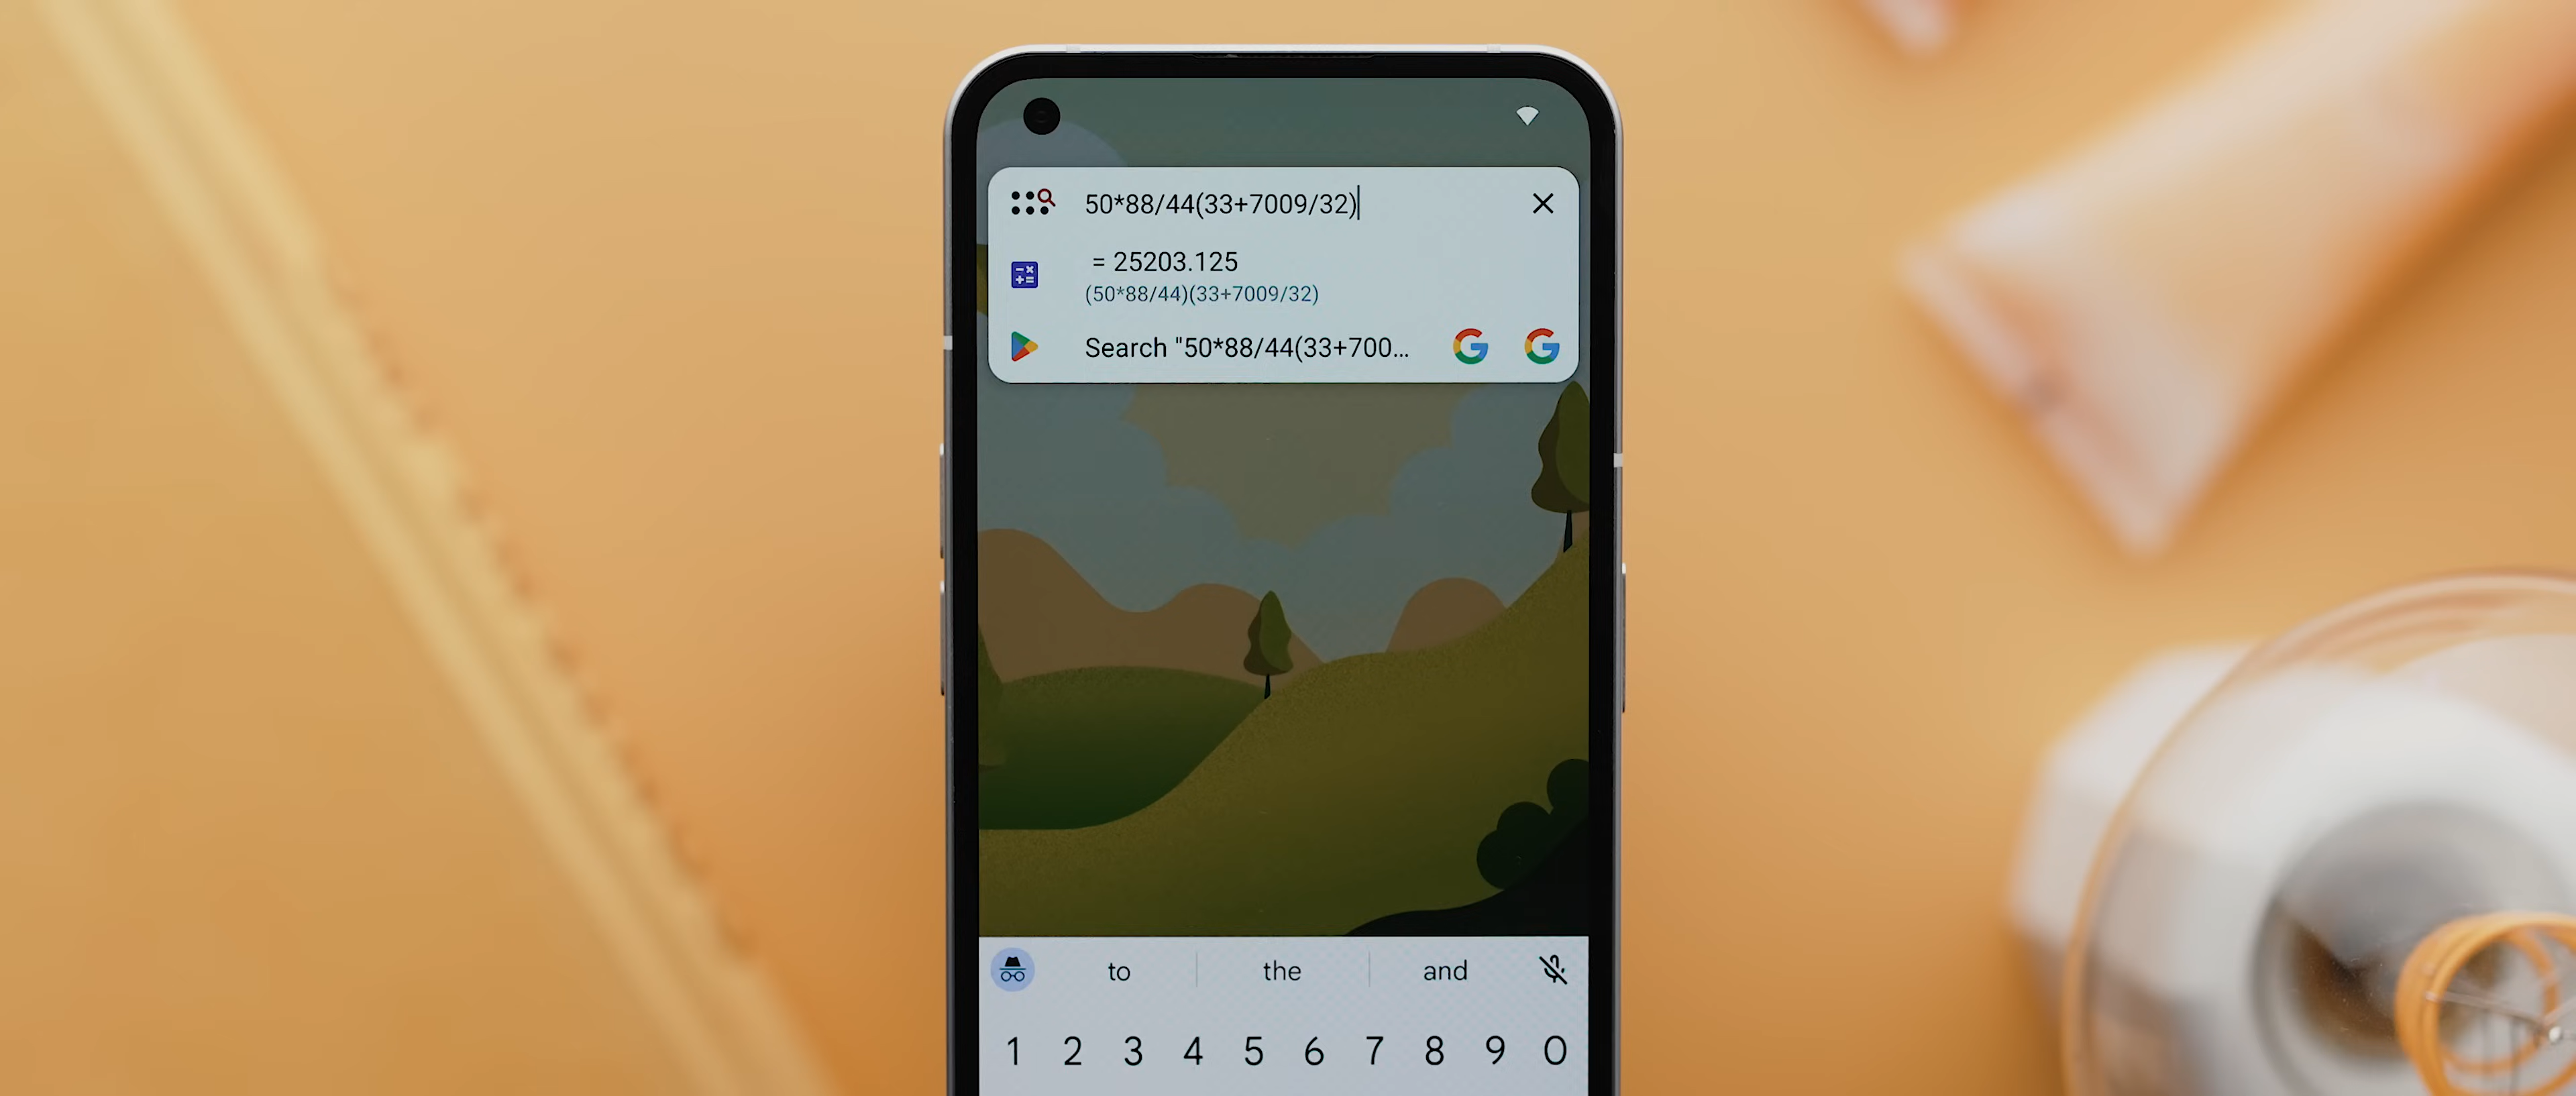 50*88/44(33+7009/32)
= 25203.125
(50*88/44)(33+7009/32)
Search "50*88/44(33+700...
to the and
1 2 3 4 5 6 7 8 9 0